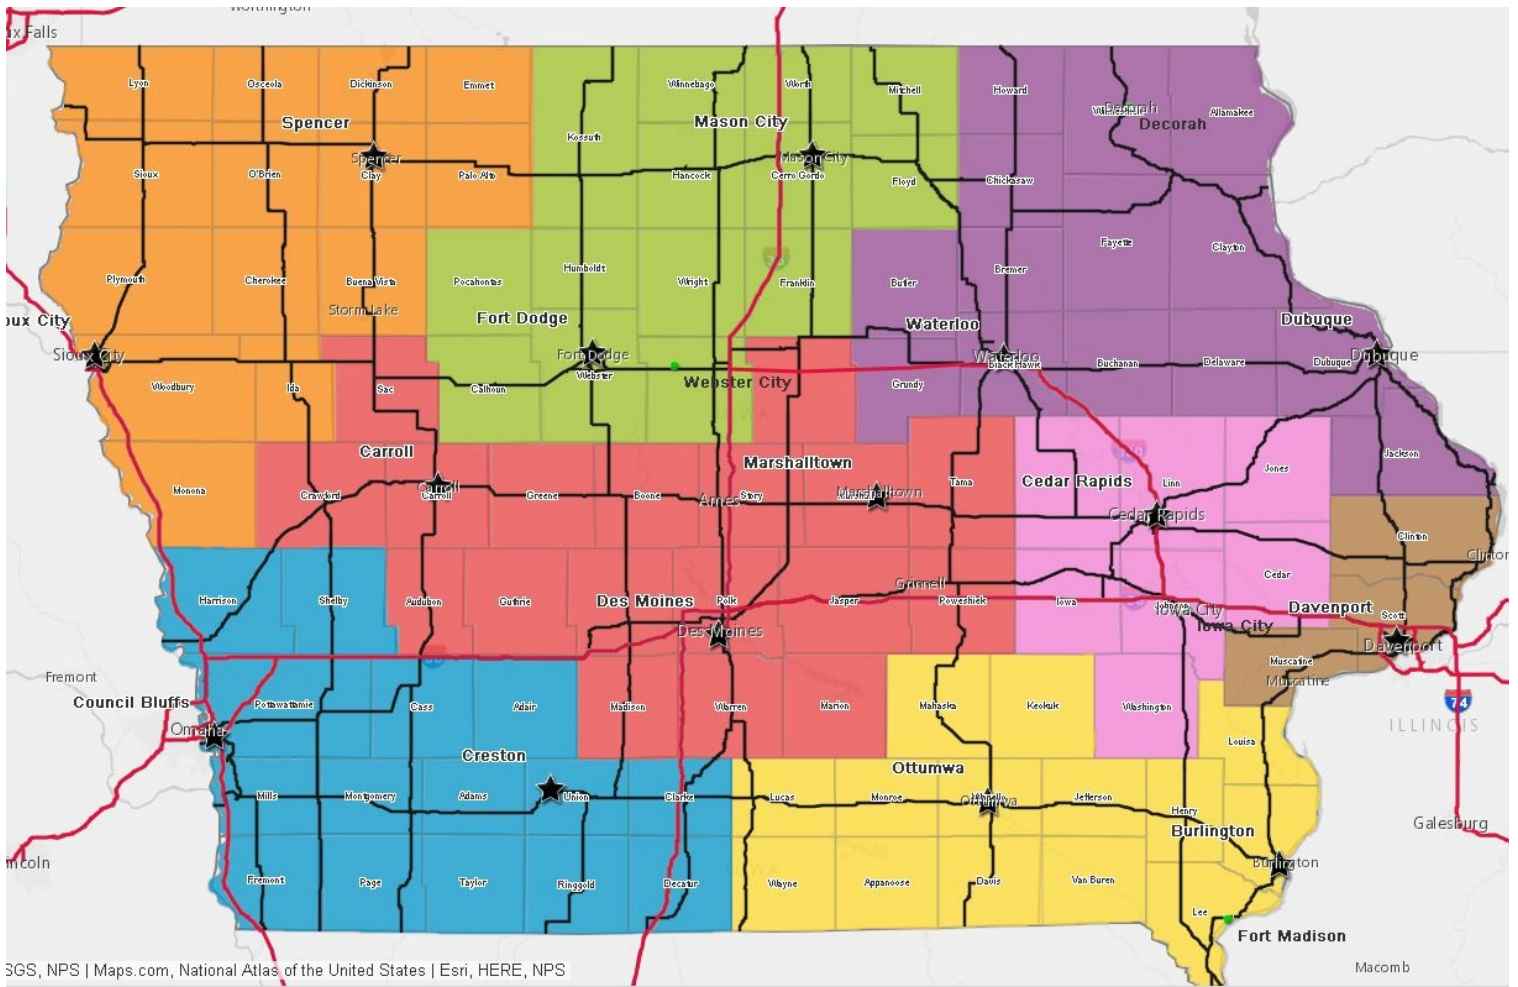 Worthington
ux Falls
Lyon
Osceola
Dickinson
Emmet
Winnebago
Worth
Mitchell
Howard
Decorah
Allamakee
Spencer
Mason City
Decorah
Kossuth
Spencer
Mason City
Sioux
O'Brien
Clay
Palo Alto
Hancock
Cerro Gordo
Floyd
Chickasaw
Fayette
Clayton
Plymouth
Cherokee
Buena Vista
Pocahontas
Humboldt
Wright
Franklin
Butler
Bremer
Storm Lake
oux City
Fort Dodge
Waterloo
Dubuque
Sioux City
Fort Dodge
Waterloo
Dubuque
Webster
Black Hawk
Buchanan
Delaware
Dubuque
Woodbury
Ida
Sac
Calhoun
Webster City
Grundy
Carroll
Marshalltown
Jackson
Monona
Crawford
Carroll
Carroll
Greene
Boone
Ames
Story
Marshalltown
Tama
Cedar Rapids
Linn
Jones
Cedar Rapids
Clinton
Clinton
Harrison
Shelby
Audubon
Guthrie
Des Moines
Polk
Jasper
Grinnell
Poweshiek
Iowa
Johnson
Iowa City
Iowa City
Cedar
Davenport
Scott
Des Moines
Davenport
Muscatine
Muscatine
Fremont
Council Bluffs
Pottawattamie
Cass
Adair
Madison
Warren
Marion
Mahaska
Keokuk
Washington
74
ILLINOIS
Omaha
Louisa
Creston
Ottumwa
Mills
Montgomery
Adams
Union
Clarke
Lucas
Monroe
Ottumwa
Jefferson
Henry
Burlington
Galesburg
ncoln
Burlington
Fremont
Page
Taylor
Ringgold
Decatur
Wayne
Appanoose
Davis
Van Buren
Lee
Fort Madison
Macomb
SGS, NPS | Maps.com, National Atlas of the United States | Esri, HERE, NPS